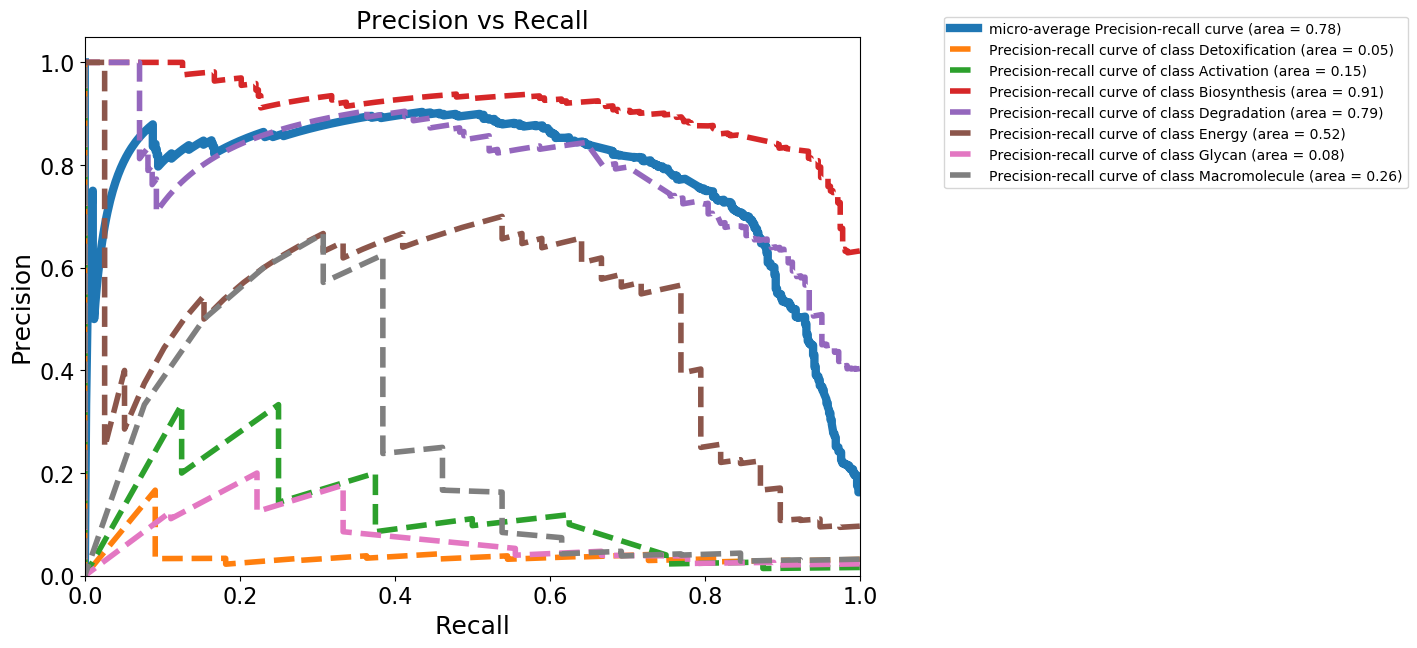 Precision vs Recall
micro-average Precision-recall curve (area = 0.78)
Precision-recall curve of class Detoxification (area = 0.05)
Precision-recall curve of class Activation (area = 0.15)
Precision-recall curve of class Biosynthesis (area = 0.91)
Precision-recall curve of class Degradation (area = 0.79)
Precision-recall curve of class Energy (area = 0.52)
Precision-recall curve of class Glycan (area = 0.08)
Precision-recall curve of class Macromolecule (area = 0.26)
Precision
1.0
0.8
0.6
0.4
0.2
0.0
0.0 0.2 0.4 0.6 0.8 1.0
Recall